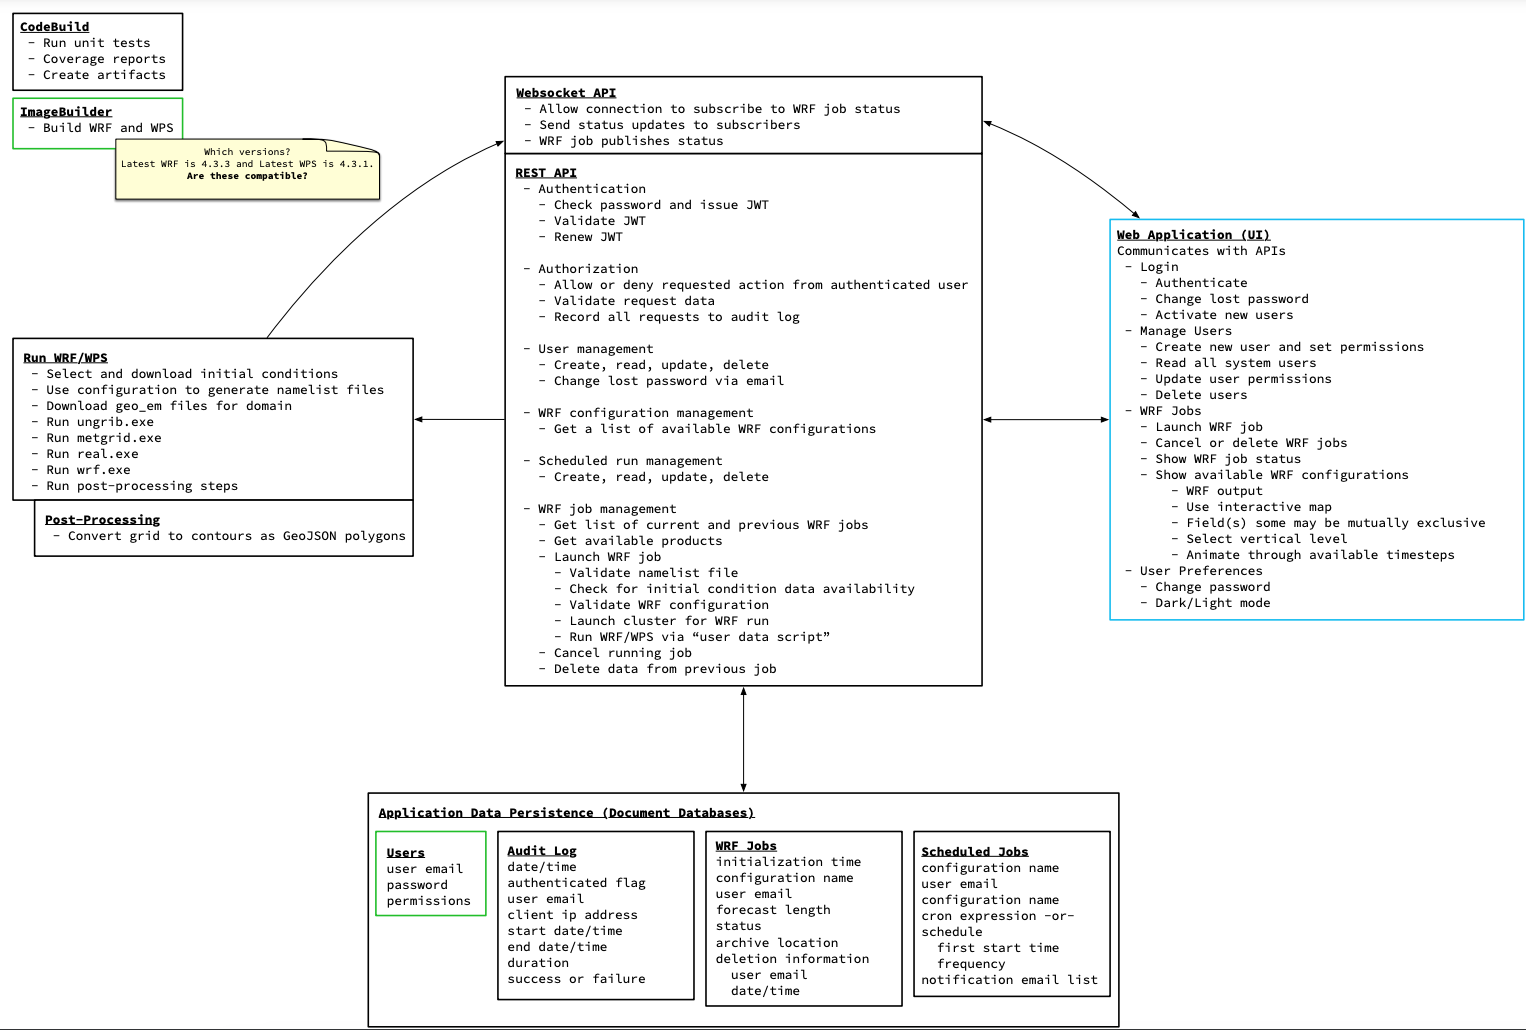 CodeBuild
- Run unit tests
- Coverage reports
- Create artifacts
ImageBuilder
- Build WRF and WPS
Which versions?
Latest WRF is 4.3.3 and Latest WPS is 4.3.1.
Are these compatible?
Websocket API
- Allow connection to subscribe to WRF job status
- Send status updates to subscribers
- WRF job publishes status
REST API
- Authentication
- Check password and issue JWT
- Validate JWT
- Renew JWT
- Authorization
- Allow or deny requested action from authenticated user
- Validate request data
- Record all requests to audit log
- User management
- Create, read, update, delete
- Change lost password via email
- WRF configuration management
- Get a list of available WRF configurations
- Scheduled run management
- Create, read, update, delete
- WRF job management
- Get list of current and previous WRF jobs
- Get available products
- Launch WRF job
- Validate namelist file
- Check for initial condition data availability
- Validate WRF configuration
- Launch cluster for WRF run
- Run WRF/WPS via “user data script”
- Cancel running job
- Delete data from previous job
Web Application (UI)
Communicates with APIs
- Login
- Authenticate
- Change lost password
- Activate new users
- Manage Users
- Create new user and set permissions
- Read all system users
- Update user permissions
- Delete users
- WRF Jobs
- Launch WRF job
- Cancel or delete WRF jobs
- Show WRF job status
- Show available WRF configurations
- WRF output
- Use interactive map
- Field(s) some may be mutually exclusive
- Select vertical level
- Animate through available timesteps
- User Preferences
- Change password
- Dark/Light mode
Run WRF/WPS
- Select and download initial conditions
- Use configuration to generate namelist files
- Download geo_em files for domain
- Run ungrib.exe
- Run metgrid.exe
- Run real.exe
- Run wrf.exe
- Run post-processing steps
Post-Processing
- Convert grid to contours as GeoJSON polygons
Application Data Persistence (Document Databases)
Users
user email
password
permissions
Audit Log
date/time
authenticated flag
user email
client ip address
start date/time
end date/time
duration
success or failure
WRF Jobs
initialization time
configuration name
user email
forecast length
status
archive location
deletion information
user email
date/time
Scheduled Jobs
configuration name
user email
configuration name
cron expression -or-
schedule
first start time
frequency
notification email list